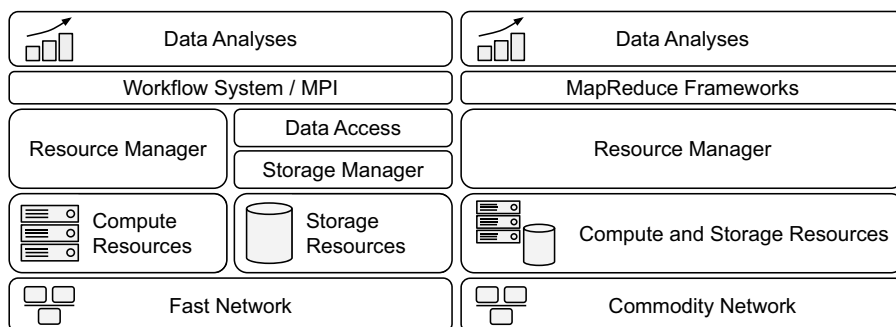 Data Analyses
Workflow System / MPI
Resource Manager
Data Access
Storage Manager
Compute
Resources
Storage
Resources
Fast Network
Data Analyses
MapReduce Frameworks
Resource Manager
Compute and Storage Resources
Commodity Network